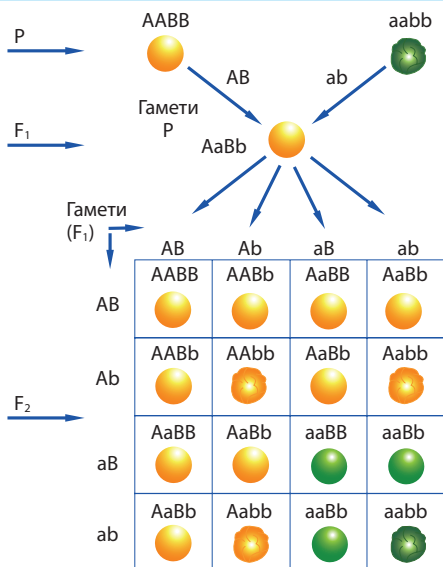 P
AABB
aabb
AB
ab
Гамети
P
F₁
AaBb
Гамети
(F₁)
AB Ab aB ab
AB
AABB AABb AaBB AaBb
Ab
AABb AAbb AaBb Aabb
F₂
aB
AaBB AaBb aaBB aaBb
ab
AaBb Aabb aaBb aabb